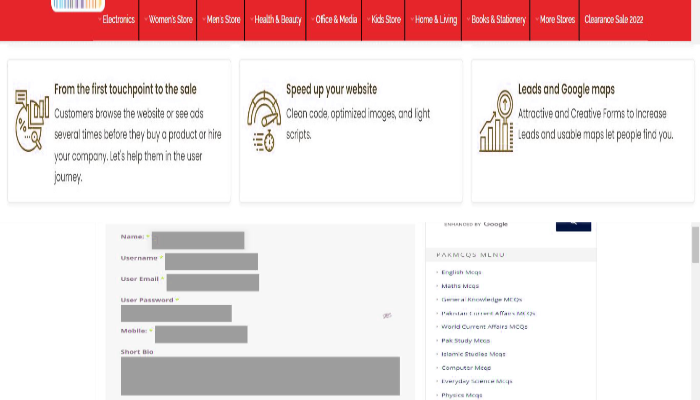 Electronics Women's Store Men's Store Health & Beauty Office & Media Kids Store Home & Living Books & Stationery More Stores Clearance Sale 2022
From the first touchpoint to the sale
Customers browse the website or see ads
several times before they buy a product or hire
your company. Let's help them in the user
journey.
Speed up your website
Clean code, optimized images, and light
scripts.
Leads and Google maps
Attractive and Creative Forms to Increase
Leads and usable maps let people find you.
Name: *
Username *
User Email *
User Password *
Mobile: *
Short Bio
ENHANCED BY Google
PAKMCQS MENU
English Mcqs
Maths Mcqs
General Knowledge MCQs
Pakistan Current Affairs MCQs
World Current Affairs MCQs
Pak Study Mcqs
Islamic Studies Mcqs
Computer Mcqs
Everyday Science Mcqs
Physics Mcqs